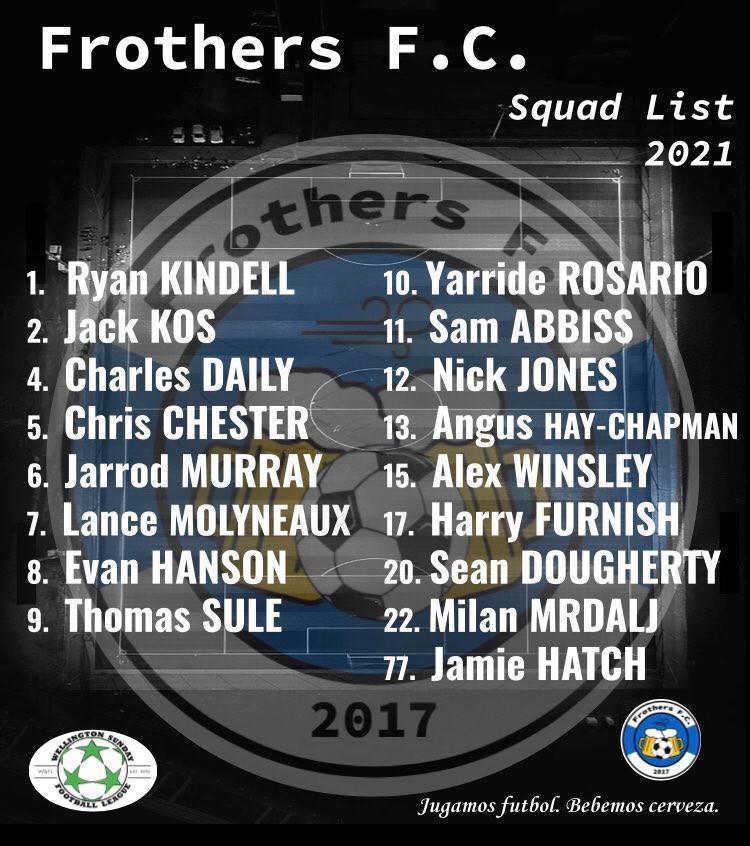 Frothers F.C.
Squad List
2021
Frothers F.C.
1. Ryan KINDELL
2. Jack KOS
4. Charles DAILY
5. Chris CHESTER
6. Jarrod MURRAY
7. Lance MOLYNEAUX
8. Evan HANSON
9. Thomas SULE
10. Yarride ROSARIO
11. Sam ABBISS
12. Nick JONES
13. Angus HAY-CHAPMAN
15. Alex WINSLEY
17. Harry FURNISH
20. Sean DOUGHERTY
22. Milan MRDALJ
77. Jamie HATCH
2017
WELLINGTON SUNDAY
FOOTBALL LEAGUE
Frothers F.C.
2017
Jugamos futbol. Bebemos cerveza.